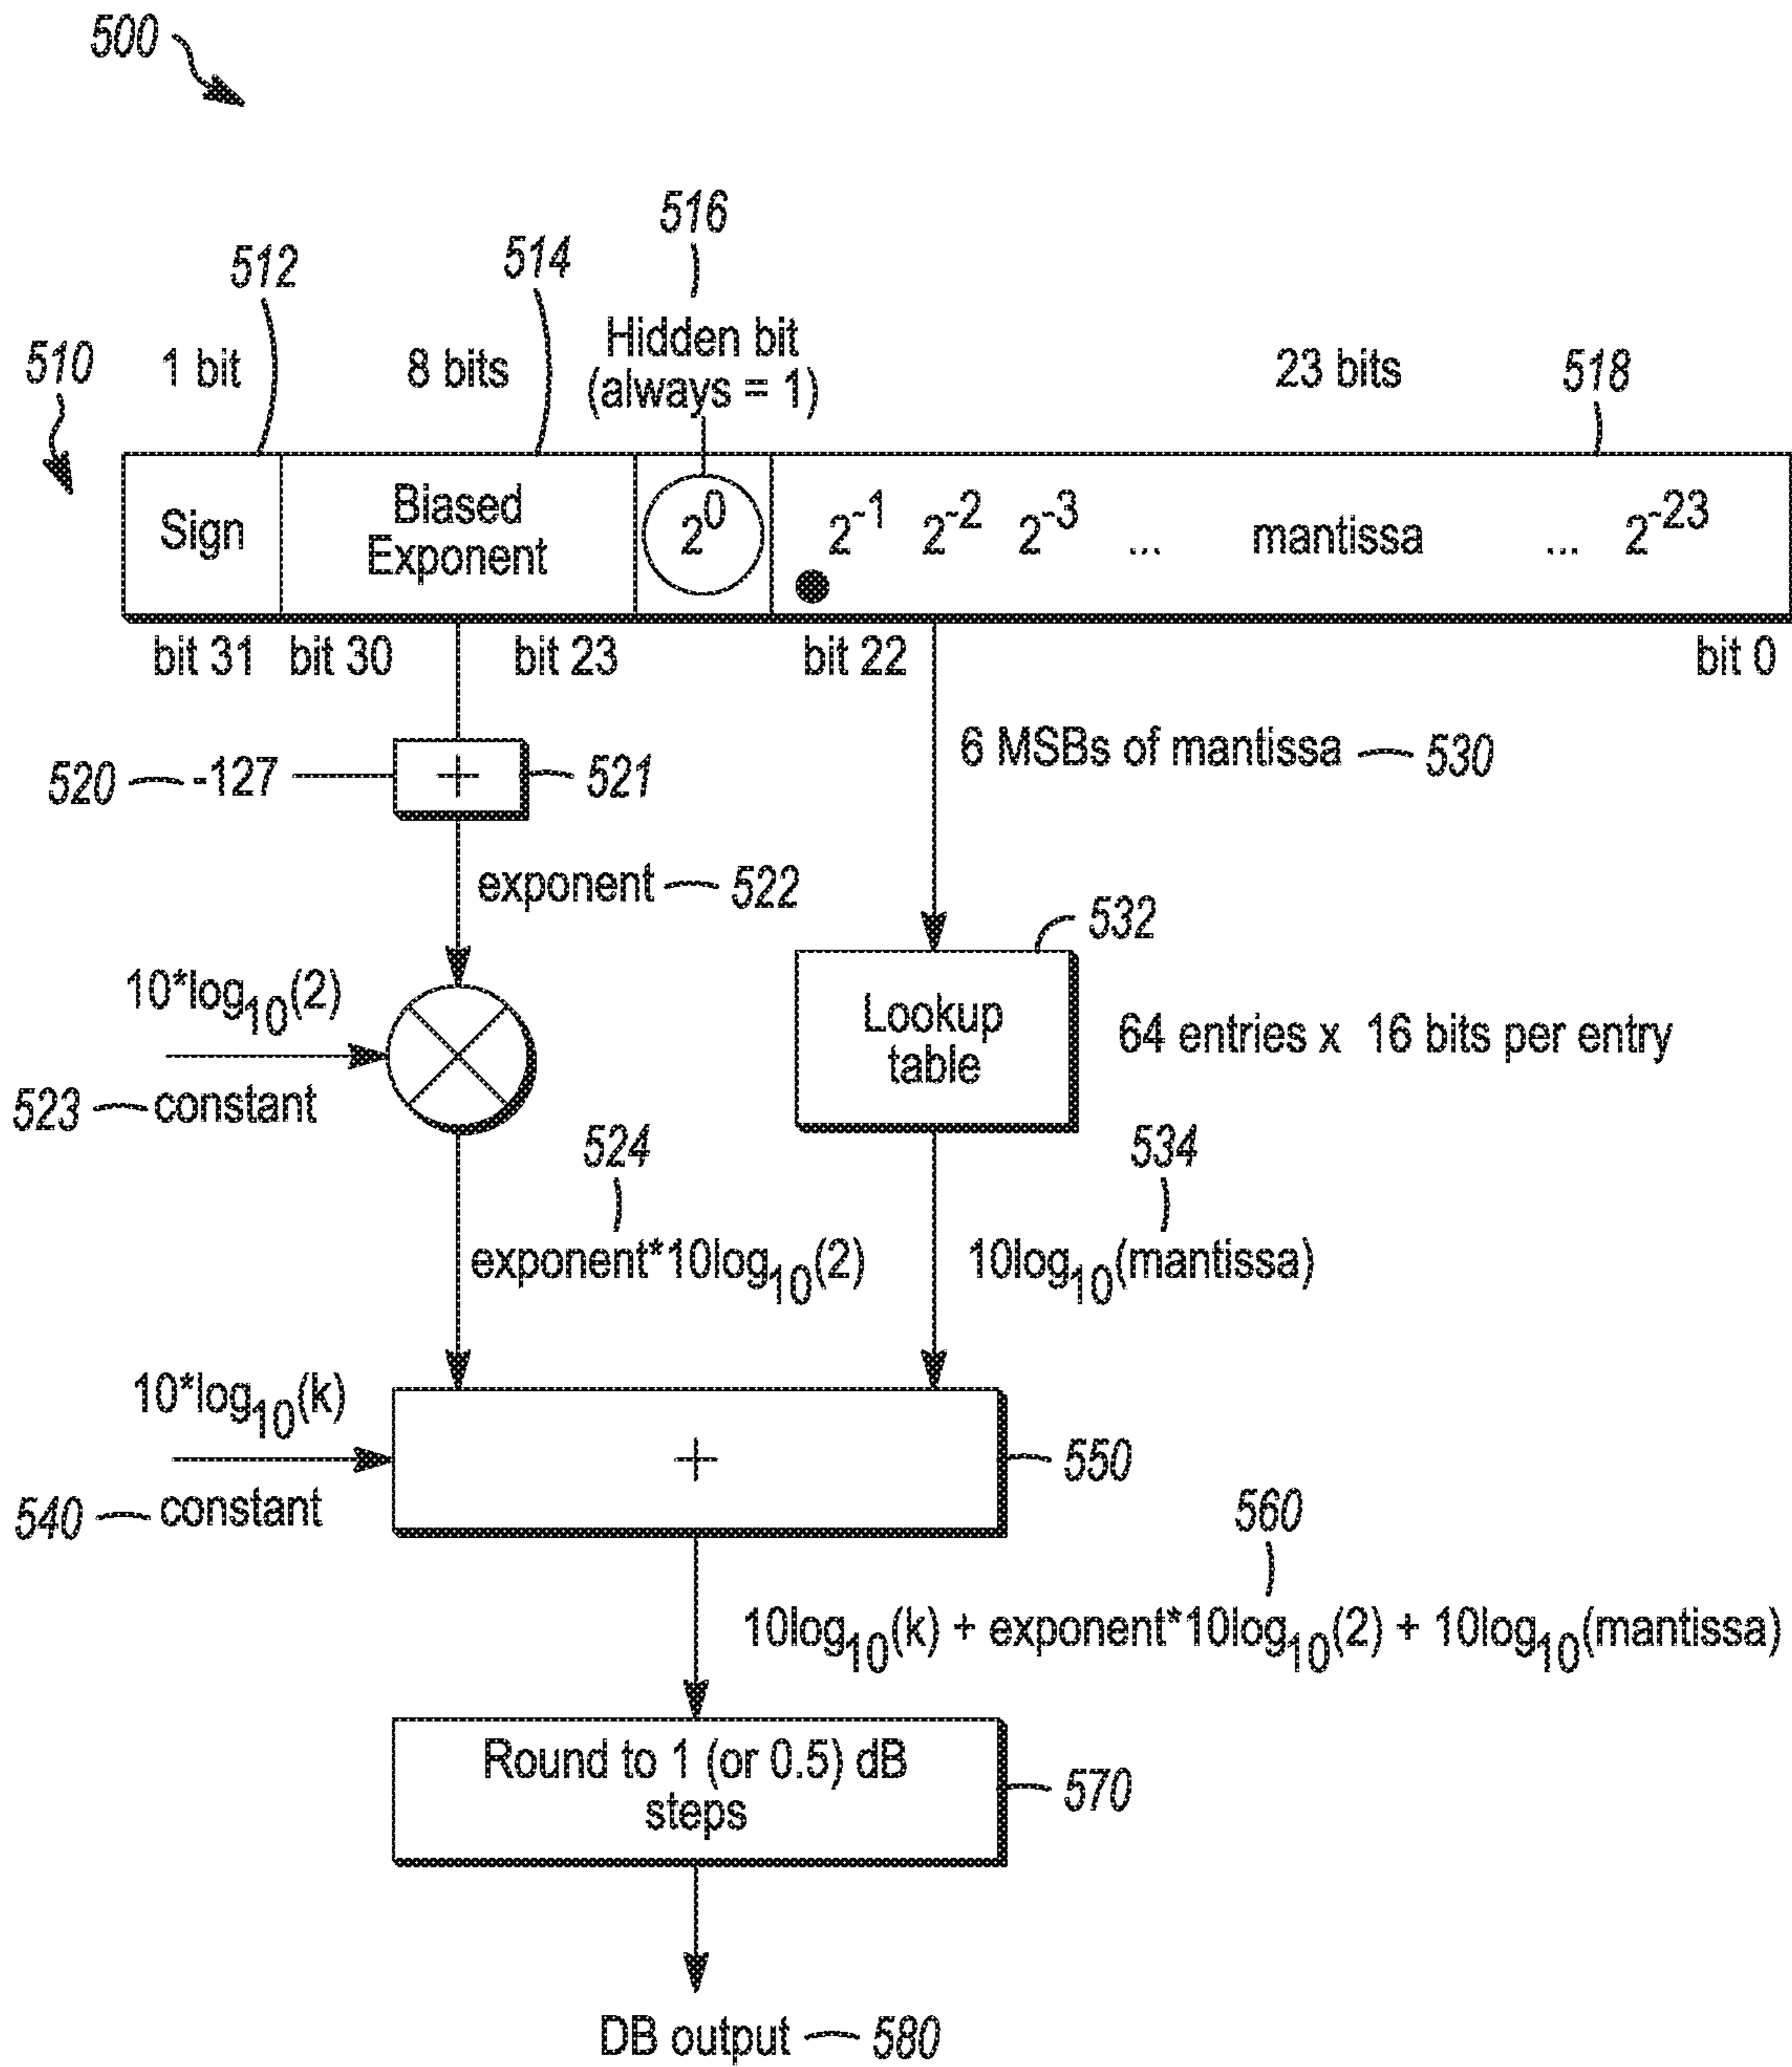 500
516
512
514
510
1 bit
8 bits
Hidden bit
(always = 1)
23 bits
518
Sign
Biased
Exponent
2^0
2^-1 2^-2 2^-3 ... mantissa ... 2^-23
bit 31 bit 30 bit 23 bit 22 bit 0
6 MSBs of mantissa 530
520 -127 + 521
exponent 522
532
10*log10(2)
523 constant
Lookup
table
64 entries x 16 bits per entry
524
534
exponent*10log10(2)
10log10(mantissa)
10*log10(k)
540 constant
+ 550
560
10log10(k) + exponent*10log10(2) + 10log10(mantissa)
Round to 1 (or 0.5) dB
steps
570
DB output 580